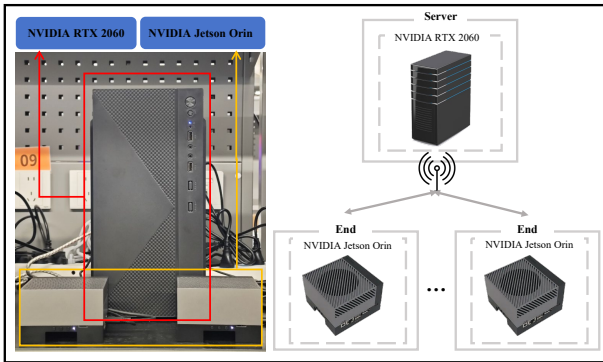 NVIDIA RTX 2060
NVIDIA Jetson Orin
09
Server
NVIDIA RTX 2060
End
NVIDIA Jetson Orin
...
End
NVIDIA Jetson Orin